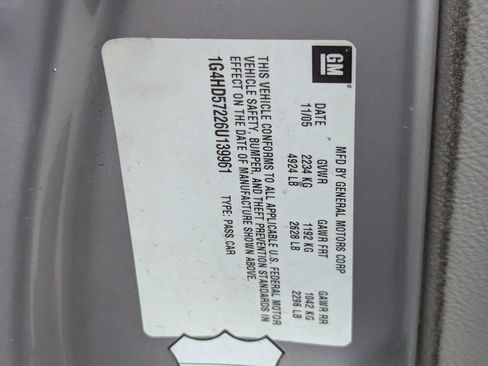 GM
MFD BY GENERAL MOTORS CORP
DATE GVWR GAWR FRT GAWR RR
11/05 2234 KG 1192 KG 1042 KG
4924 LB 2628 LB 2296 LB
THIS VEHICLE CONFORMS TO ALL APPLICABLE U.S. FEDERAL MOTOR
VEHICLE SAFETY, BUMPER, AND THEFT PREVENTION STANDARDS IN
EFFECT ON THE DATE OF MANUFACTURE SHOWN ABOVE.
1G4HD57226U139961 TYPE: PASS CAR